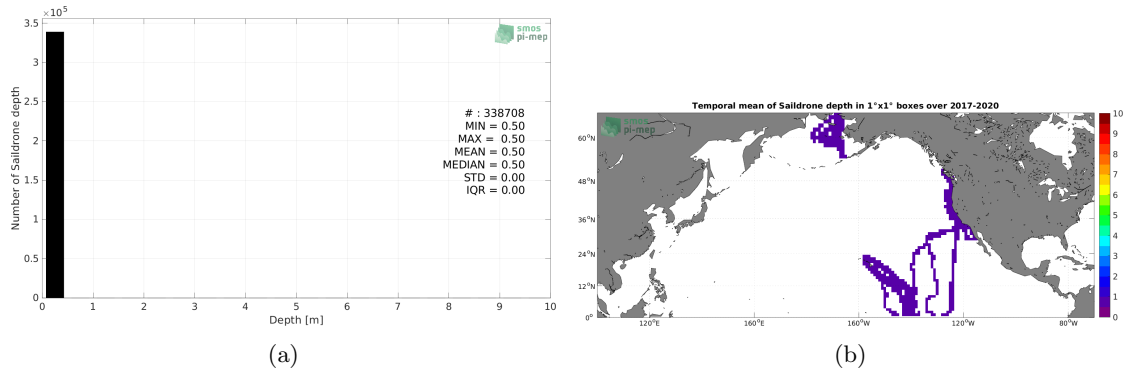 ×10⁵
3.5
3
2.5
2
1.5
1
0.5
0
Number of Saildrone depth
smos
pi-mep
# : 338708
MIN = 0.50
MAX = 0.50
MEAN = 0.50
MEDIAN = 0.50
STD = 0.00
IQR = 0.00
0 1 2 3 4 5 6 7 8 9 10
Depth [m]
(a)
Temporal mean of Saildrone depth in 1°x1° boxes over 2017-2020
smos
pi-mep
60°N
48°N
36°N
24°N
12°N
0°
120°E 160°E 160°W 120°W 80°W
10
9
8
7
6
5
4
3
2
1
0
(b)